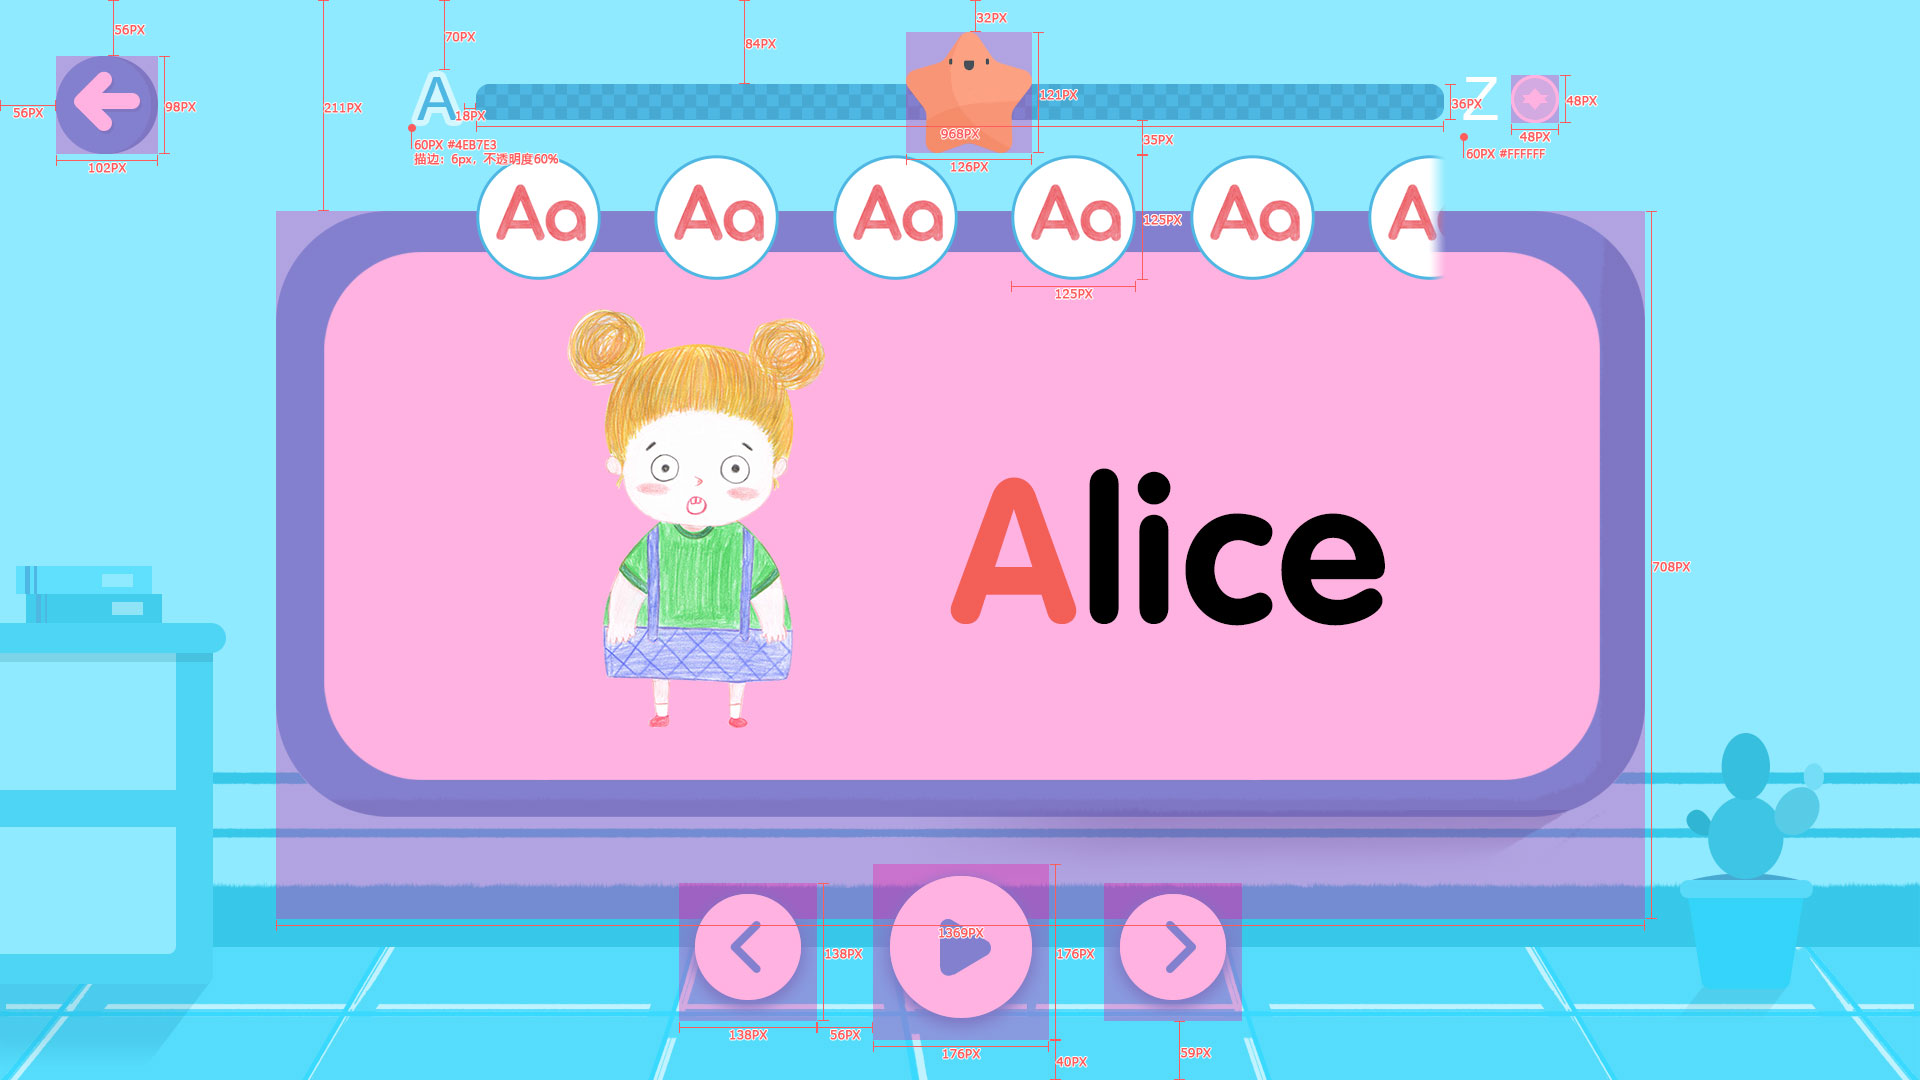 56PX
70PX
84PX
32PX
56PX
98PX
102PX
211PX
A
18PX
60PX #4EB7E3
描边：6px，不透明度60%
968PX
121PX
126PX
35PX
36PX
Z
48PX
48PX
60PX #FFFFFF
Aa
Aa
Aa
Aa
Aa
A
125PX
125PX
Alice
708PX
1369PX
138PX
176PX
138PX
56PX
176PX
40PX
59PX